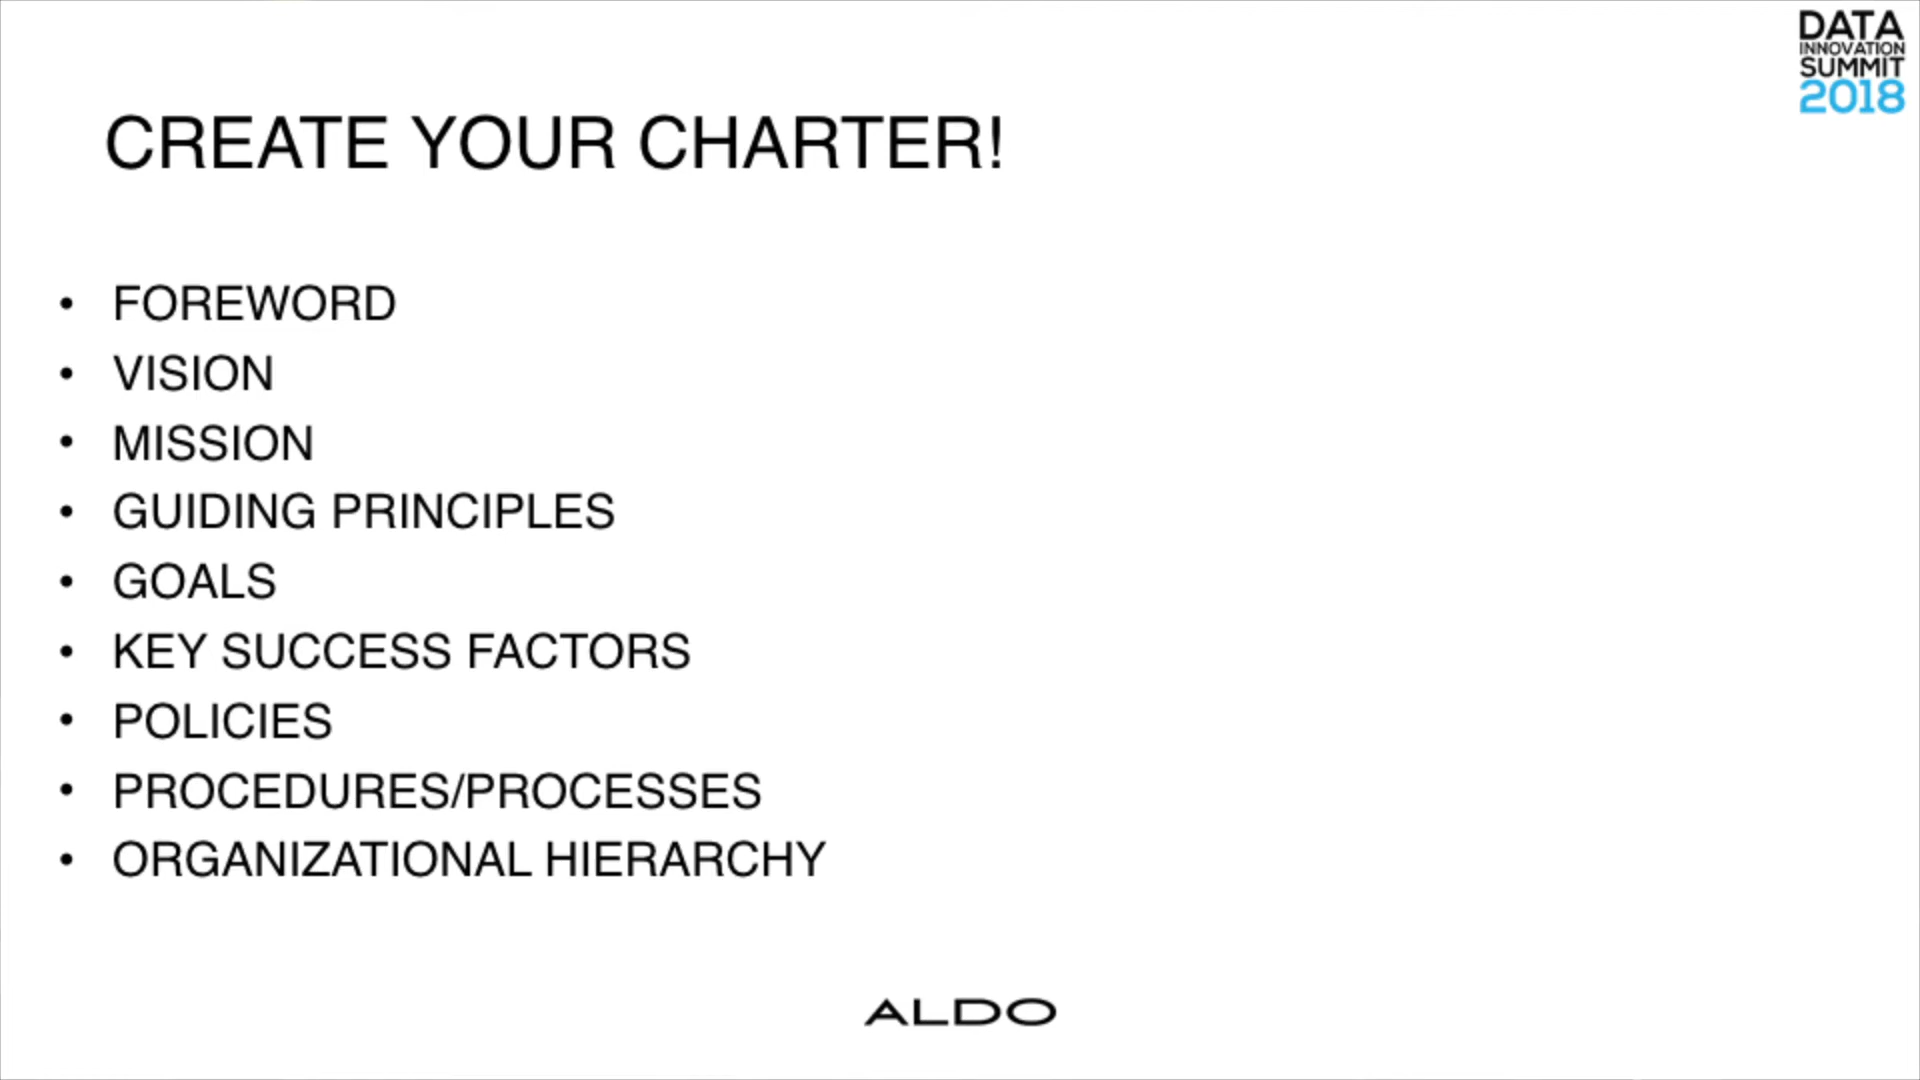 DATA
INNOVATION
SUMMIT
2018
CREATE YOUR CHARTER!
• FOREWORD
• VISION
• MISSION
• GUIDING PRINCIPLES
• GOALS
• KEY SUCCESS FACTORS
• POLICIES
• PROCEDURES/PROCESSES
• ORGANIZATIONAL HIERARCHY
ALDO